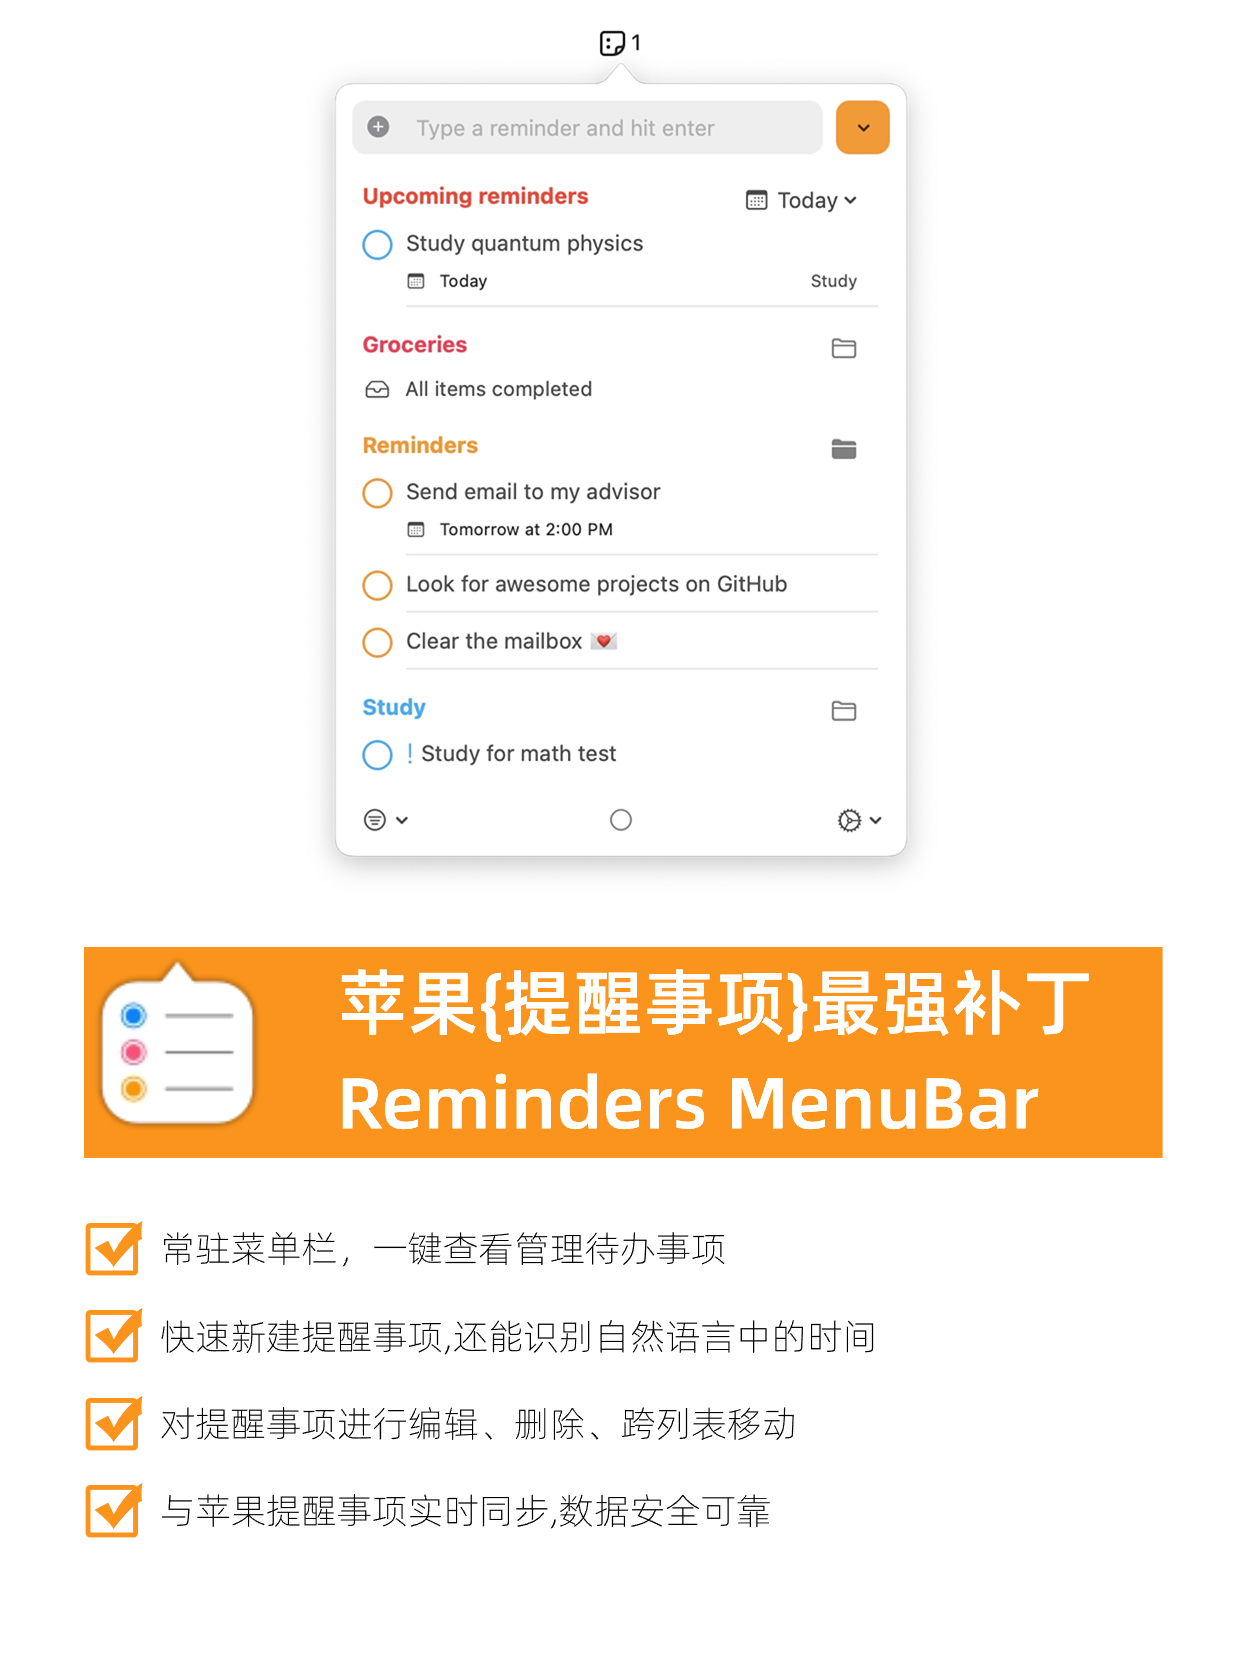 1
Type a reminder and hit enter
Upcoming reminders
Today
Study quantum physics
Today
Study
Groceries
All items completed
Reminders
Send email to my advisor
Tomorrow at 2:00 PM
Look for awesome projects on GitHub
Clear the mailbox 💌
Study
! Study for math test
苹果{提醒事项}最强补丁
Reminders MenuBar
常驻菜单栏，一键查看管理待办事项
快速新建提醒事项,还能识别自然语言中的时间
对提醒事项进行编辑、删除、跨列表移动
与苹果提醒事项实时同步,数据安全可靠